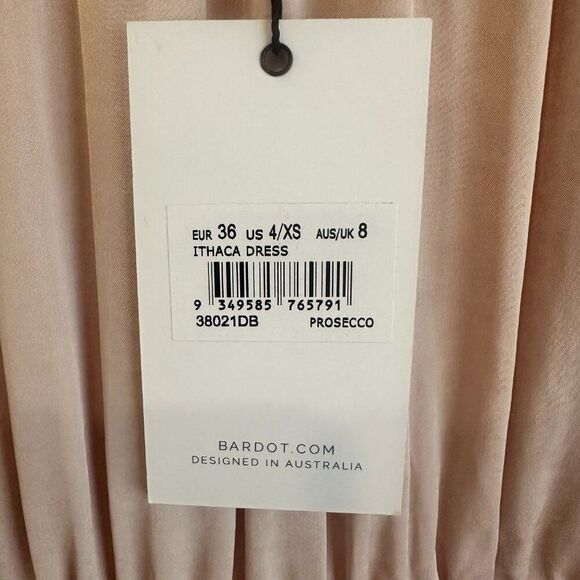 EUR 36 US 4/XS AUS/UK 8
ITHACA DRESS
9 349585 765791
38021DB PROSECCO
BARDOT.COM
DESIGNED IN AUSTRALIA